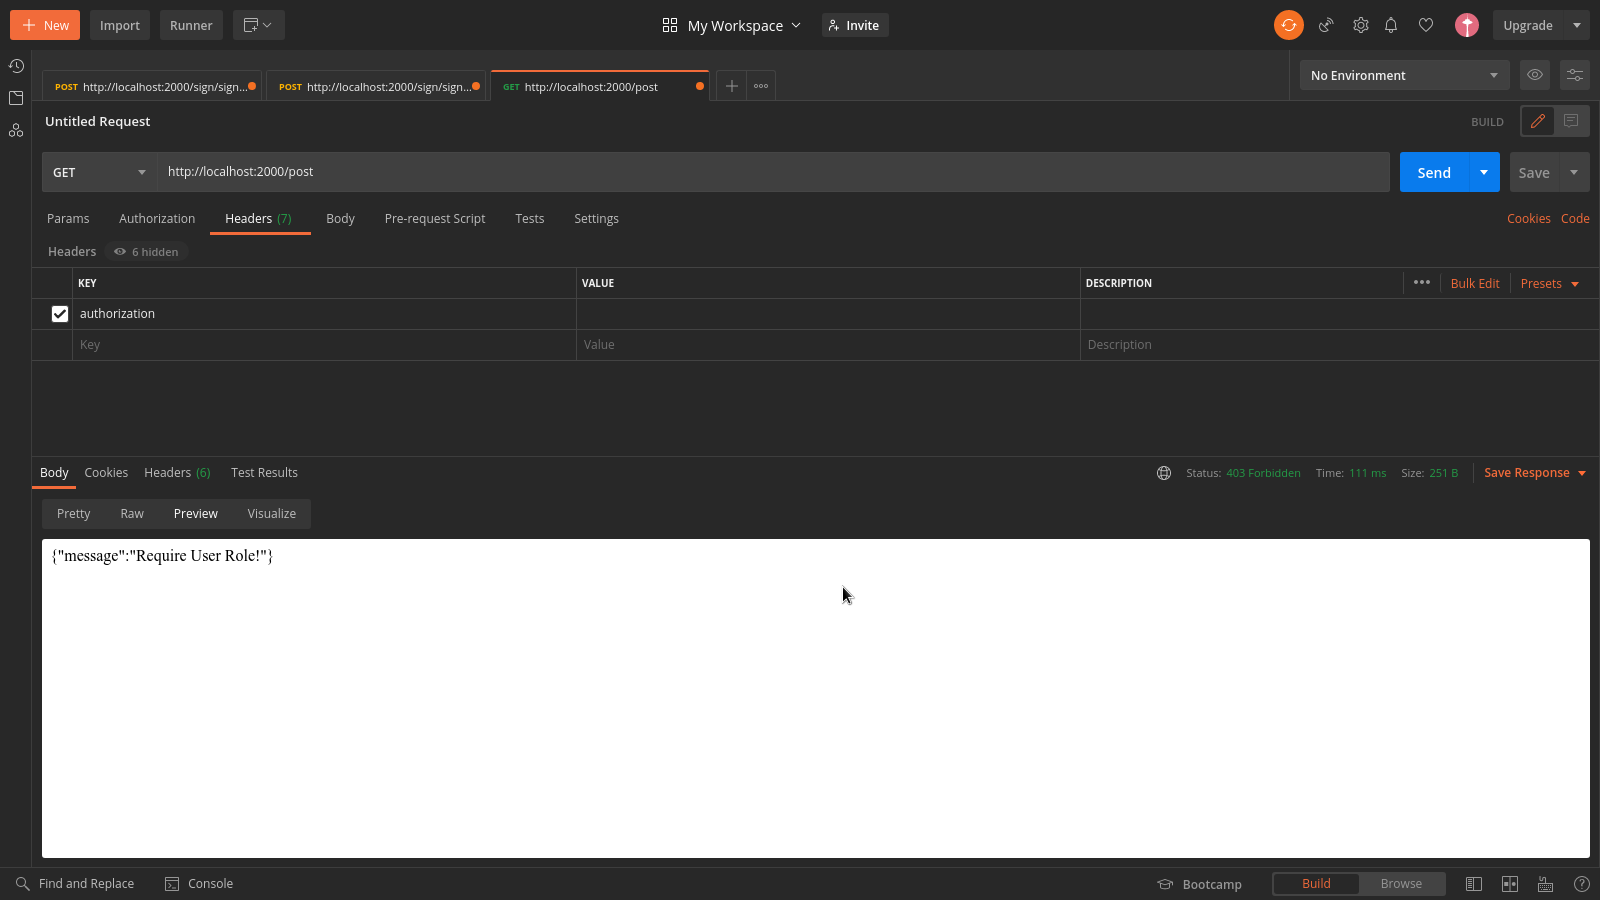 New Import Runner My Workspace Invite Upgrade
POST http://localhost:2000/sign/sign... POST http://localhost:2000/sign/sign... GET http://localhost:2000/post No Environment
Untitled Request BUILD
GET http://localhost:2000/post Send Save
Params Authorization Headers (7) Body Pre-request Script Tests Settings Cookies Code
Headers 6 hidden
KEY VALUE DESCRIPTION Bulk Edit Presets
authorization
Key Value Description
Body Cookies Headers (6) Test Results Status: 403 Forbidden Time: 111 ms Size: 251 B Save Response
Pretty Raw Preview Visualize
{"message":"Require User Role!"}
Find and Replace Console Bootcamp Build Browse